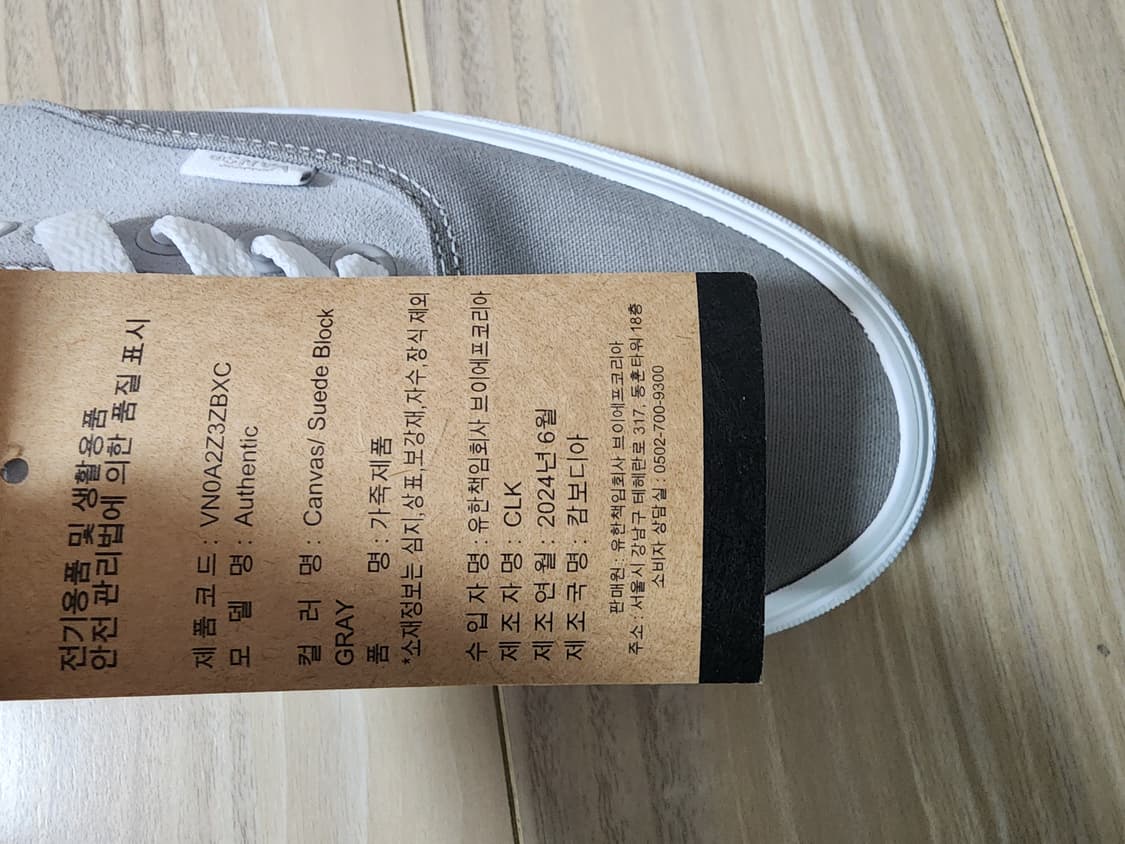 전기용품 및 생활용품
안전 관리법에 의한 품질 표시
제 품 코 드 : VN0A2Z3ZBXC
모 델 명 : Authentic
컬 러 명 : Canvas/ Suede Block
GRAY
품 명 : 가죽제품
*소재정보는 심지,상표,보강재,자수,장식 제외
수 입 자 명 : 유한책임회사 브이에프코리아
제 조 자 명 : CLK
제 조 연 월 : 2024년 6월
제 조 국 명 : 캄보디아
판매원 : 유한책임회사 브이에프코리아
주소 : 서울시 강남구 테헤란로 317, 동훈타워 18층
소비자 상담실 : 0502-700-9300